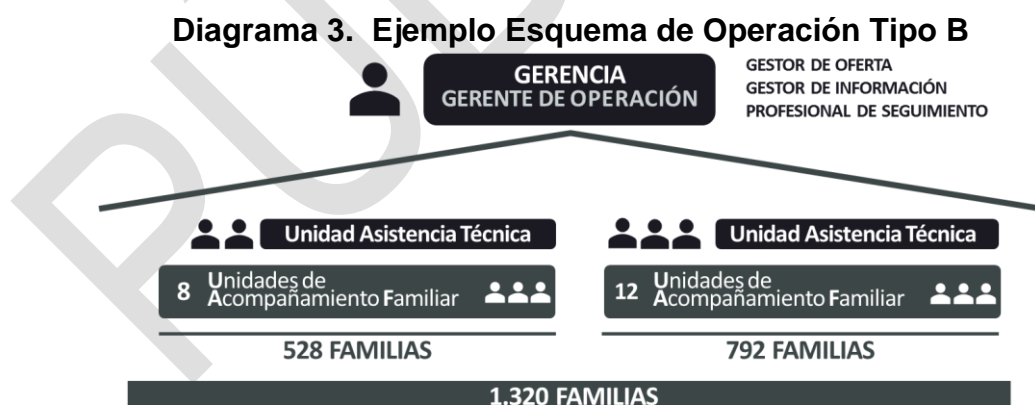 Diagrama 3. Ejemplo Esquema de Operación Tipo B
GERENCIA
GERENTE DE OPERACIÓN
GESTOR DE OFERTA
GESTOR DE INFORMACIÓN
PROFESIONAL DE SEGUIMIENTO
Unidad Asistencia Técnica
8 Unidades de
Acompañamiento Familiar
528 FAMILIAS
Unidad Asistencia Técnica
12 Unidades de
Acompañamiento Familiar
792 FAMILIAS
1.320 FAMILIAS